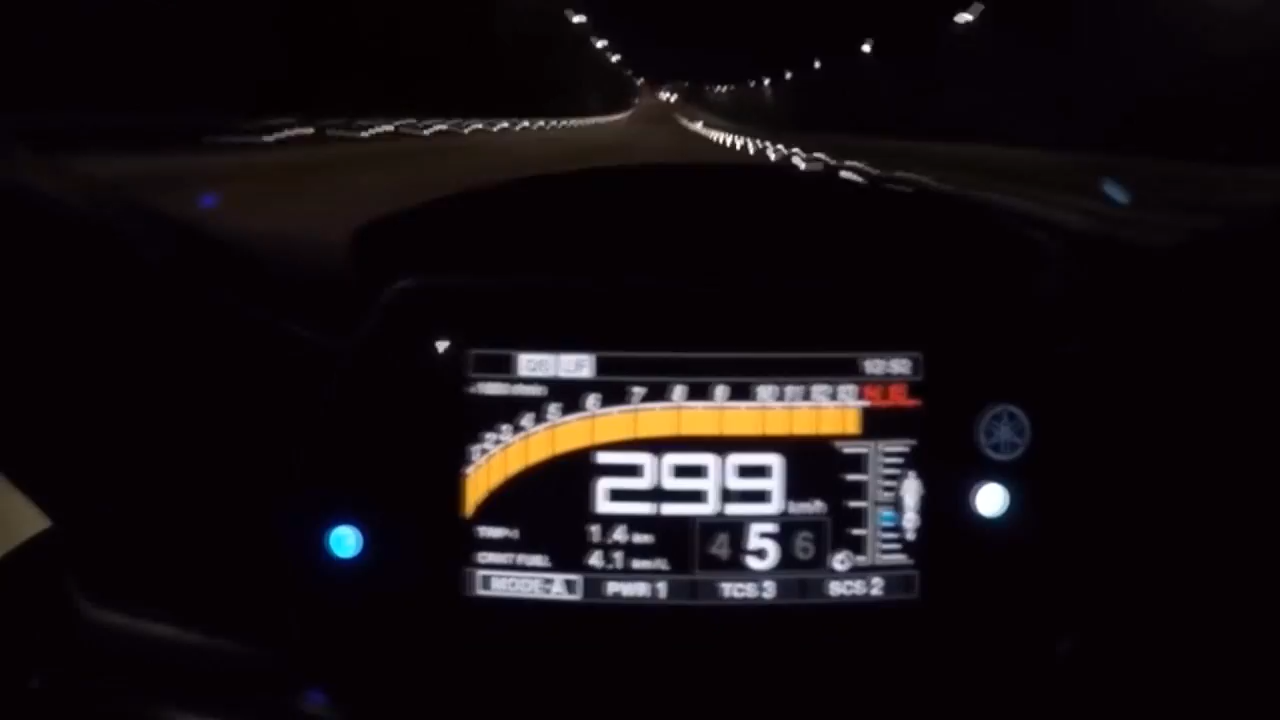 QS LIF 12:52
1 2 3 4 5 6 7 8 9 10 11 12 13
299 km/h
TRIP-1 1.4 km
CRNT FUEL 4.1 km/L
4 5 6
MODE-A PWR 1 TCS 3 SCS 2